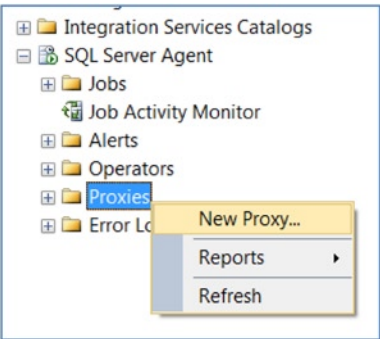 Integration Services Catalogs
SQL Server Agent
Jobs
Job Activity Monitor
Alerts
Operators
Proxies
New Proxy...
Error Lo
Reports
Refresh